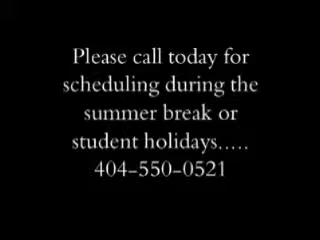 Please call today for
scheduling during the
summer break or
student holidays.....
404-550-0521